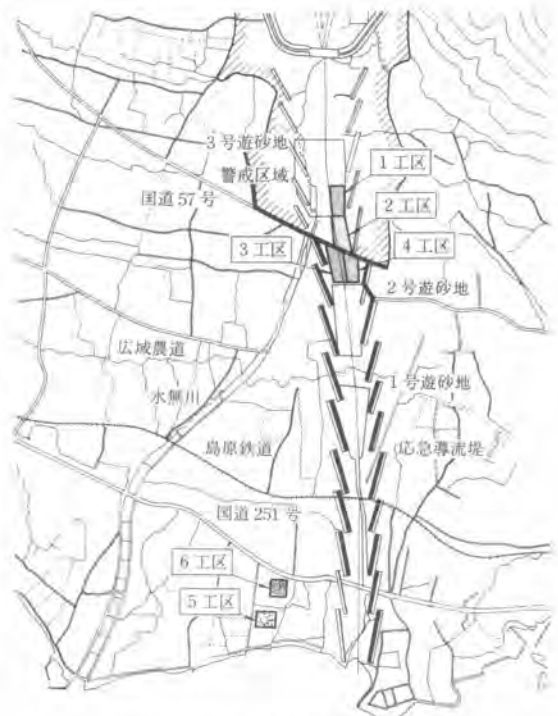 3号遊砂地
1工区
警戒区域
国道57号
2工区
3工区
4工区
2号遊砂地
広域農道
水無川
1号遊砂地
島原鉄道
応急導流堤
国道251号
6工区
5工区